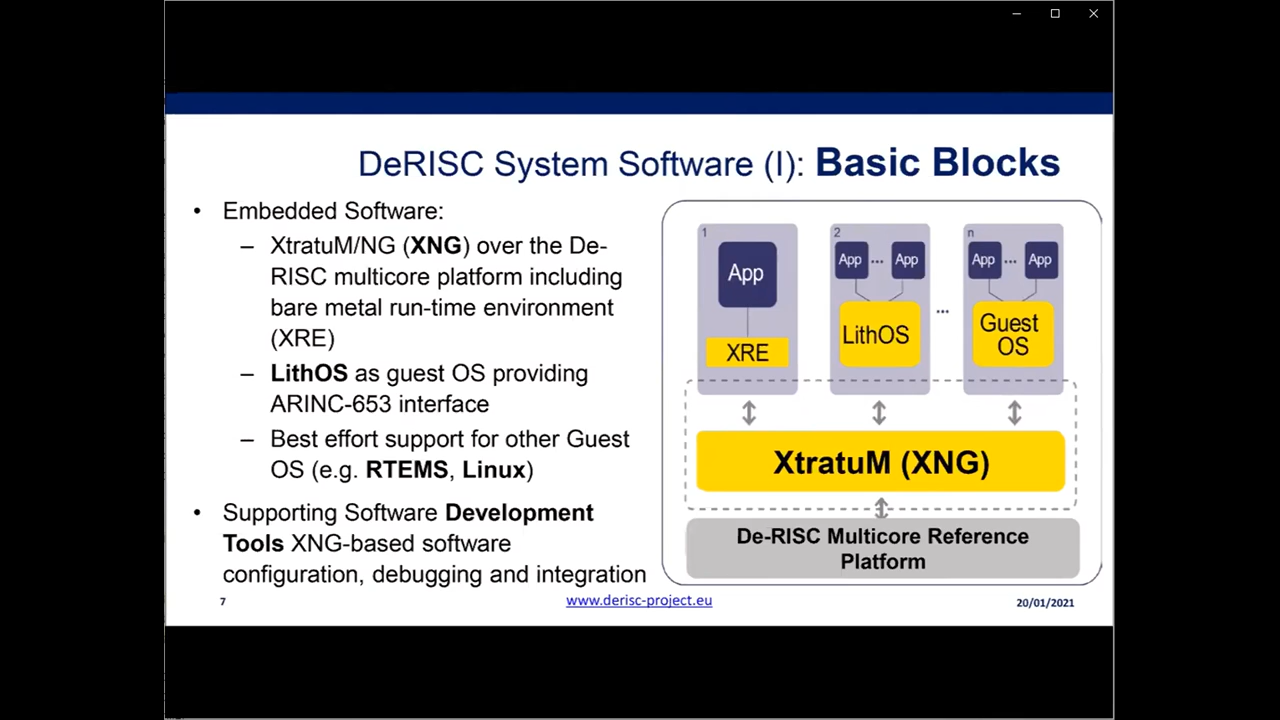 DeRISC System Software (I): Basic Blocks
• Embedded Software:
– XtratuM/NG (XNG) over the De-
RISC multicore platform including
bare metal run-time environment
(XRE)
– LithOS as guest OS providing
ARINC-653 interface
– Best effort support for other Guest
OS (e.g. RTEMS, Linux)
• Supporting Software Development
Tools XNG-based software
configuration, debugging and integration
1
App
XRE
2
App ... App
LithOS
...
n
App ... App
Guest
OS
XtratuM (XNG)
De-RISC Multicore Reference
Platform
7
www.derisc-project.eu
20/01/2021